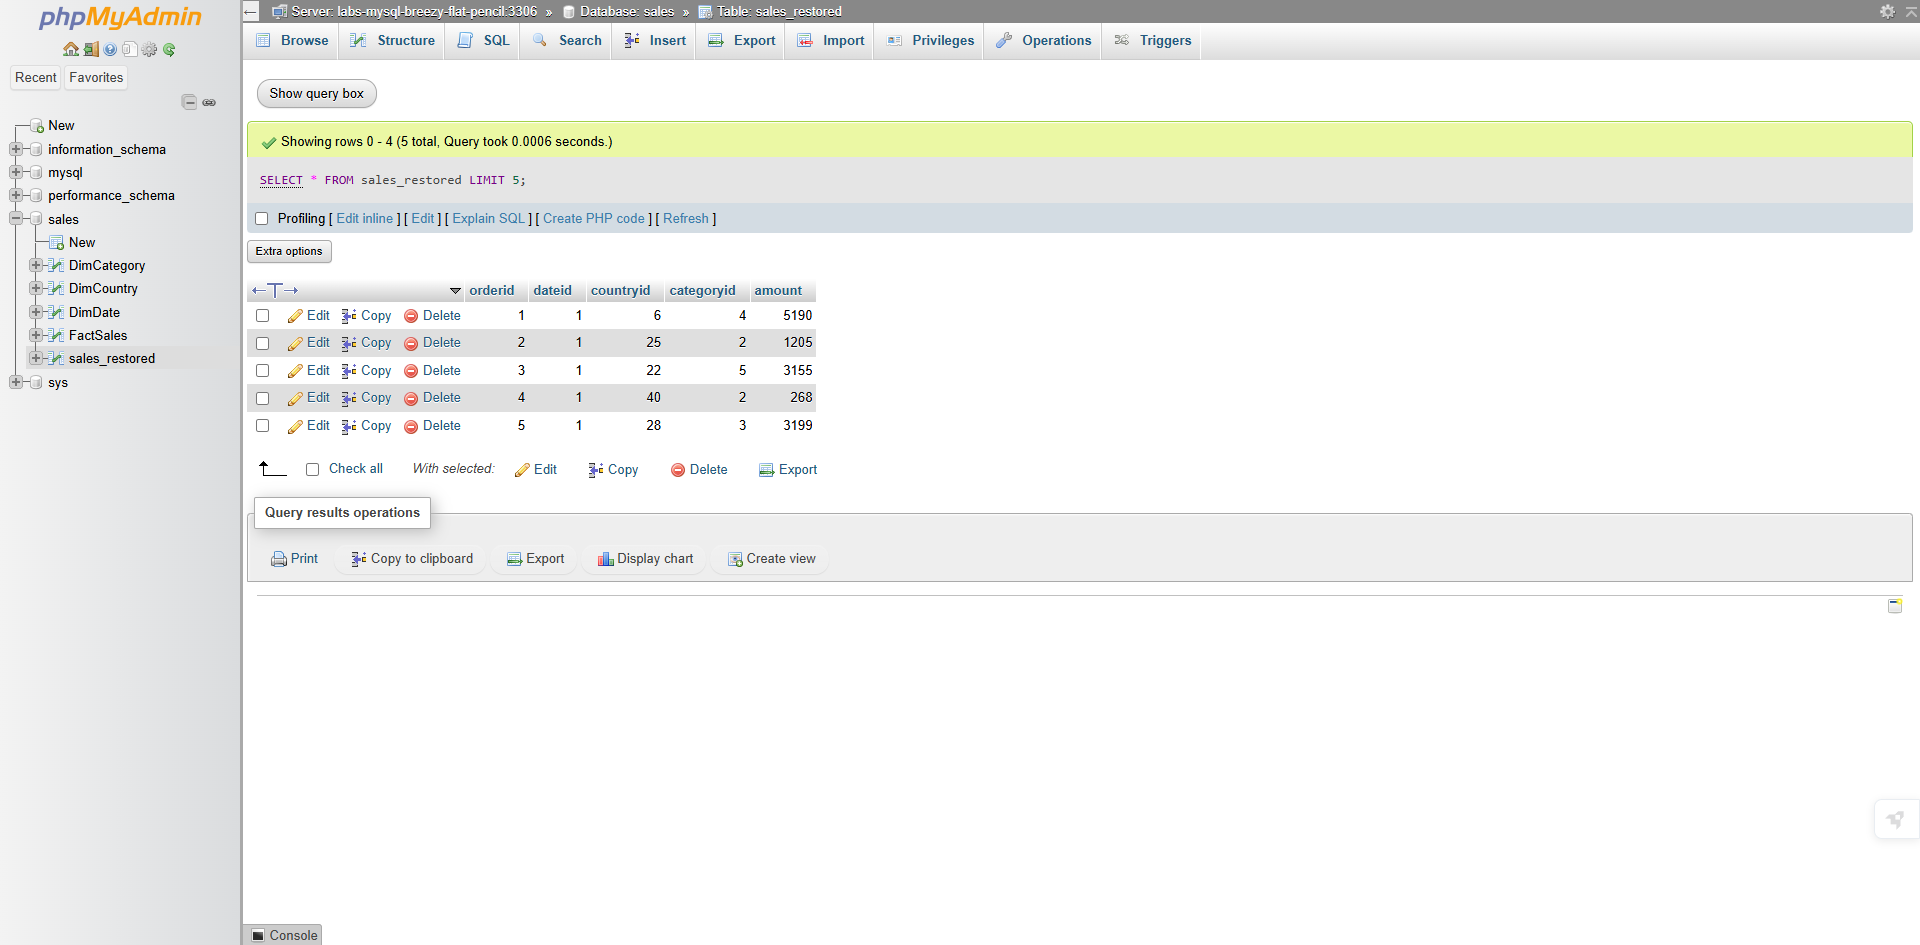 phpMyAdmin
Recent Favorites
New
information_schema
mysql
performance_schema
sales
New
DimCategory
DimCountry
DimDate
FactSales
sales_restored
sys
Server: labs-mysql-breezy-flat-pencil:3306 » Database: sales » Table: sales_restored
Browse Structure SQL Search Insert Export Import Privileges Operations Triggers
Show query box
Showing rows 0 - 4 (5 total, Query took 0.0006 seconds.)
SELECT * FROM sales_restored LIMIT 5;
Profiling [ Edit inline ] [ Edit ] [ Explain SQL ] [ Create PHP code ] [ Refresh ]
Extra options
←T→ orderid dateid countryid categoryid amount
Edit Copy Delete 1 1 6 4 5190
Edit Copy Delete 2 1 25 2 1205
Edit Copy Delete 3 1 22 5 3155
Edit Copy Delete 4 1 40 2 268
Edit Copy Delete 5 1 28 3 3199
Check all With selected: Edit Copy Delete Export
Query results operations
Print Copy to clipboard Export Display chart Create view
Console